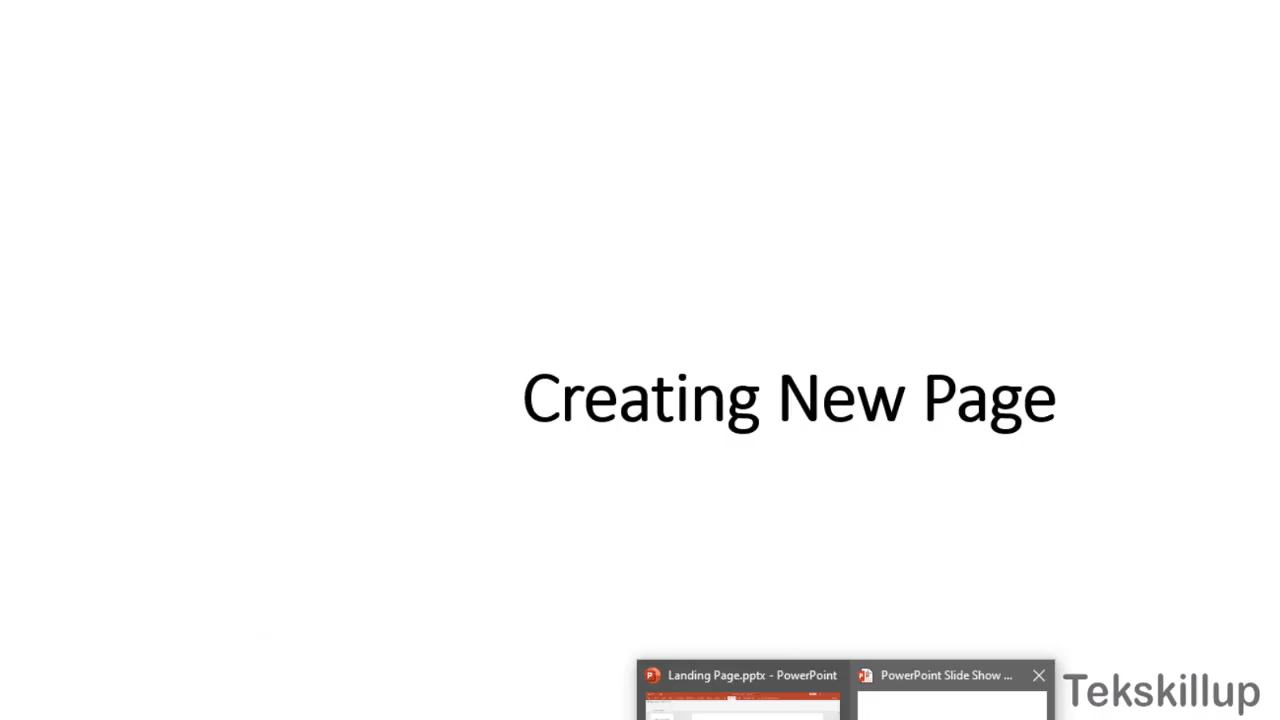 Creating New Page
Landing Page.pptx - PowerPoint
PowerPoint Slide Show ...
Tekskillup